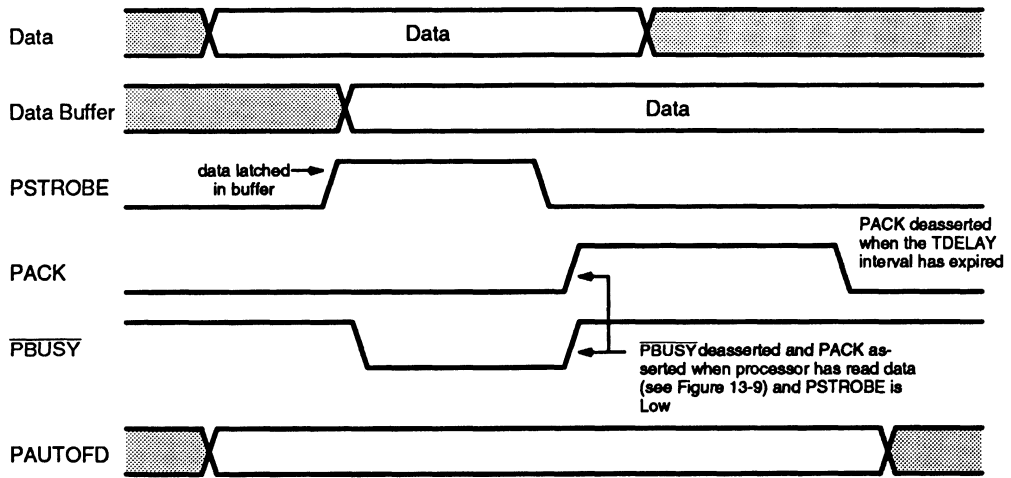 Data
Data
Data Buffer
Data
PSTROBE
data latched
in buffer
PACK
PACK deasserted
when the TDELAY
interval has expired
PBUSY
PBUSY deasserted and PACK as-
serted when processor has read data
(see Figure 13-9) and PSTROBE is
Low
PAUTOFD